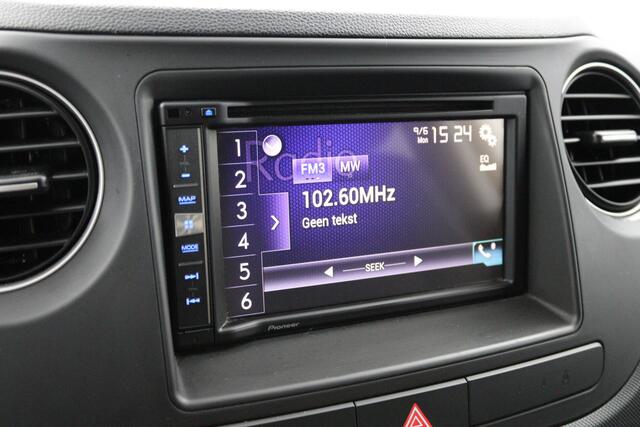 1 Radio 9/6 Mon 15 24
2 FM3 MW EQ
3 102.60MHz
Geen tekst
4
5 SEEK
6
MAP
MODE
Pioneer